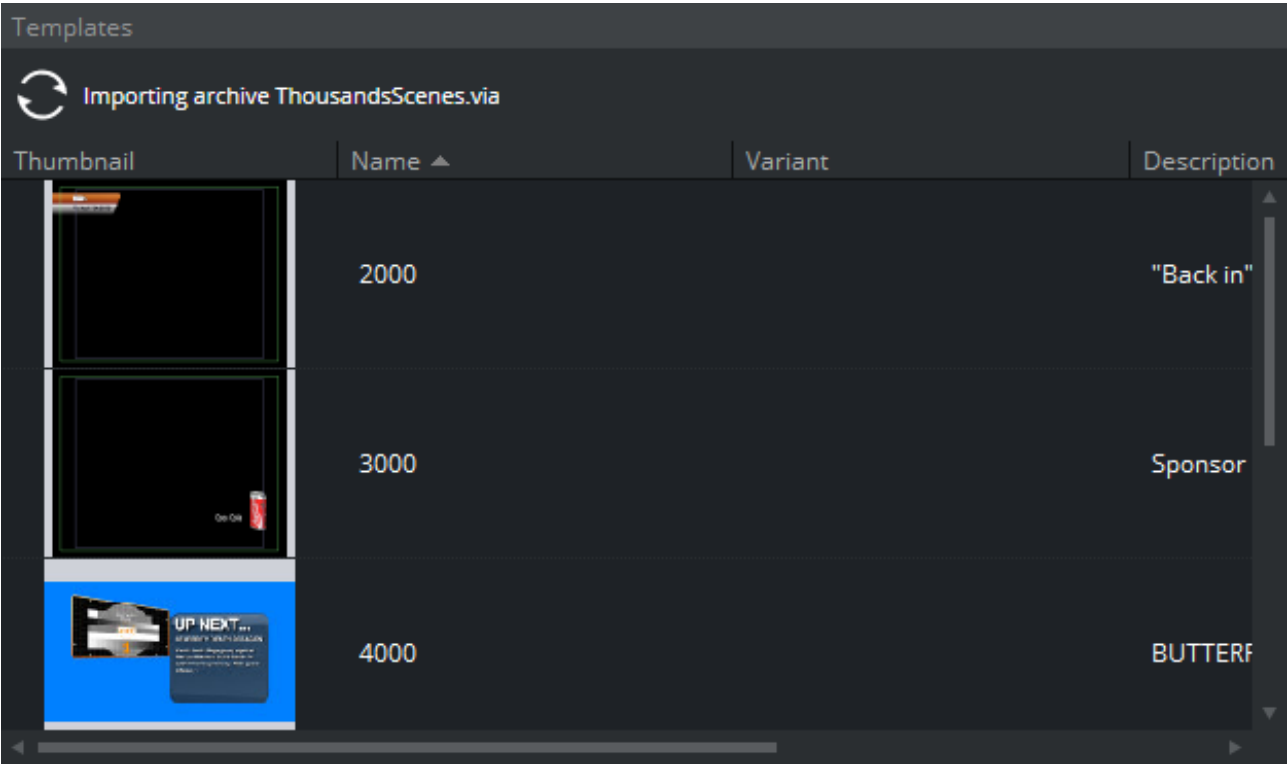 Templates
Importing archive ThousandsScenes.via
Thumbnail Name Variant Description
2000 "Back in"
3000 Sponsor
UP NEXT...
4000 BUTTERF